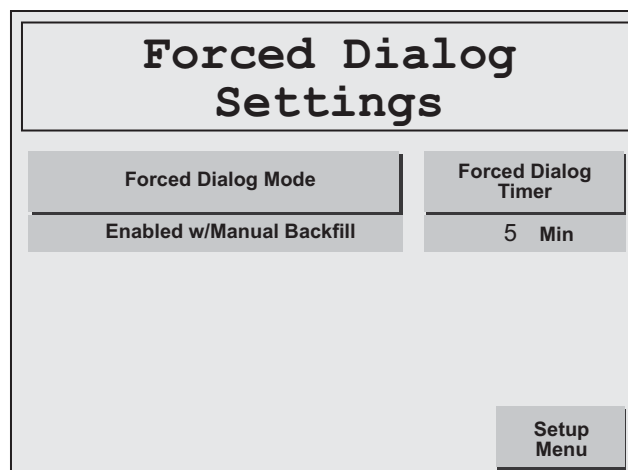 Forced Dialog
Settings
Forced Dialog Mode
Forced Dialog
Timer
Enabled w/Manual Backfill
5 Min
Setup
Menu